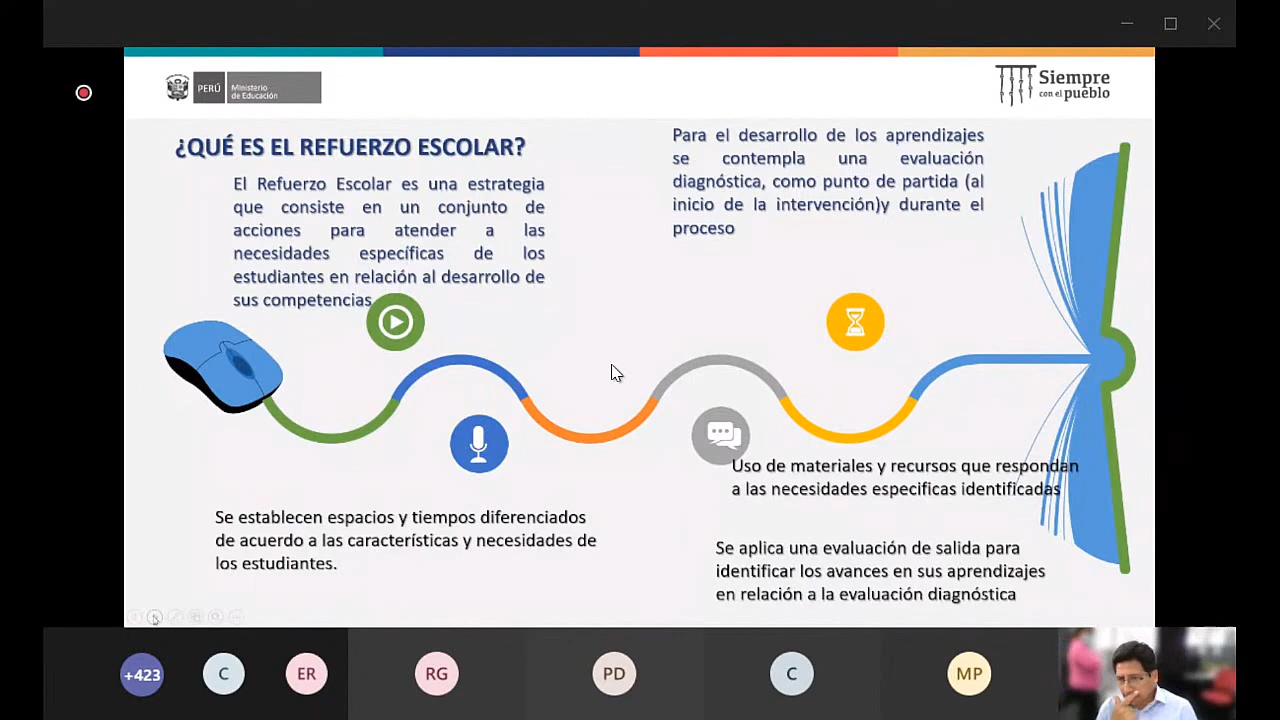 PERÚ
Ministerio
de Educación
Siempre
con el pueblo
¿QUÉ ES EL REFUERZO ESCOLAR?
El Refuerzo Escolar es una estrategia
que consiste en un conjunto de
acciones para atender a las
necesidades específicas de los
estudiantes en relación al desarrollo de
sus competencias
Para el desarrollo de los aprendizajes
se contempla una evaluación
diagnóstica, como punto de partida (al
inicio de la intervención)y durante el
proceso
Se establecen espacios y tiempos diferenciados
de acuerdo a las características y necesidades de
los estudiantes.
Uso de materiales y recursos que respondan
a las necesidades especificas identificadas
Se aplica una evaluación de salida para
identificar los avances en sus aprendizajes
en relación a la evaluación diagnóstica
+423
C
ER
RG
PD
C
MP